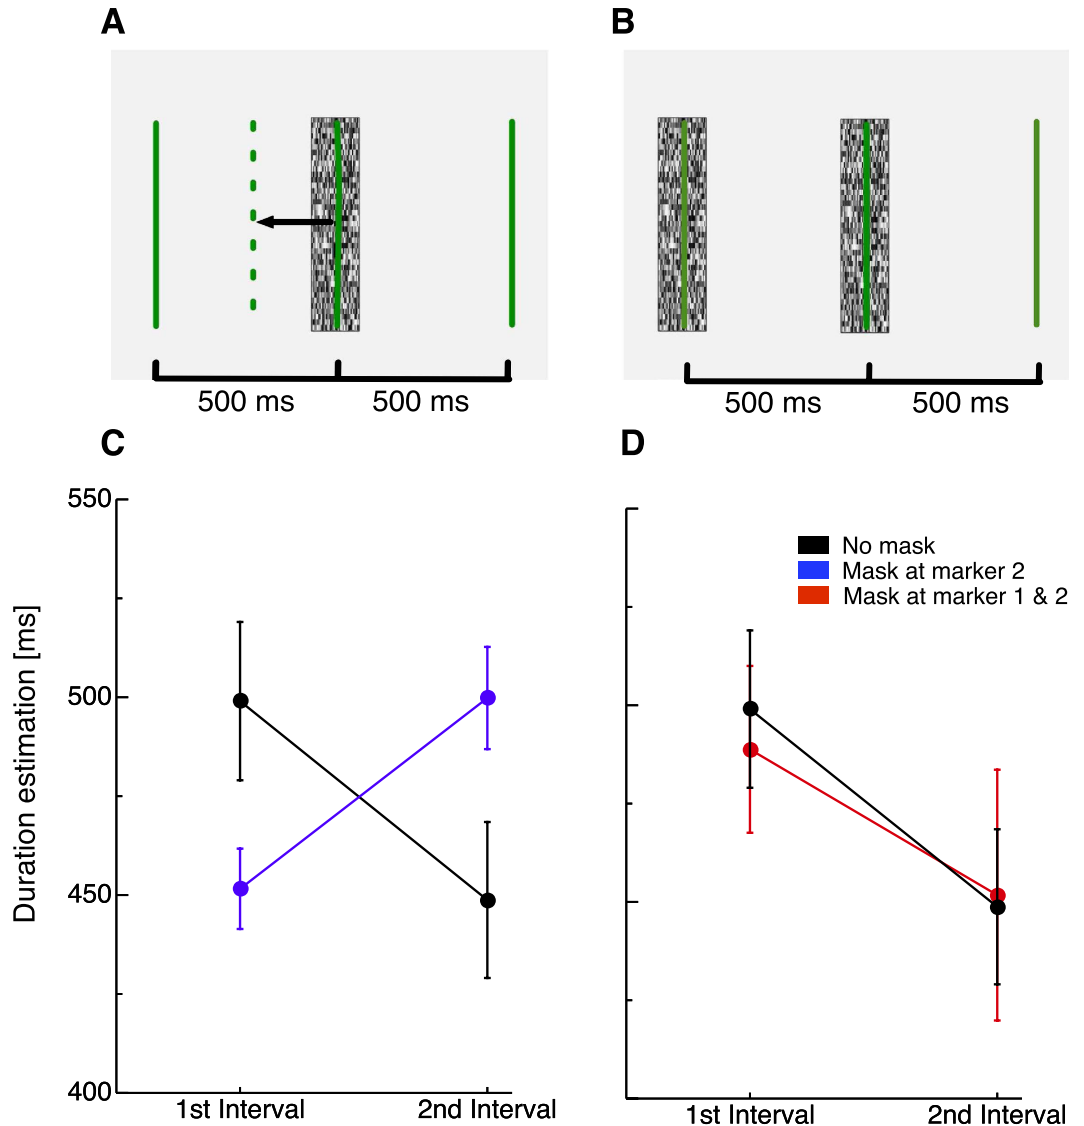 A
B
500 ms 500 ms
500 ms 500 ms
C
D
550
500
450
400
Duration estimation [ms]
No mask
Mask at marker 2
Mask at marker 1 & 2
1st Interval 2nd Interval
1st Interval 2nd Interval